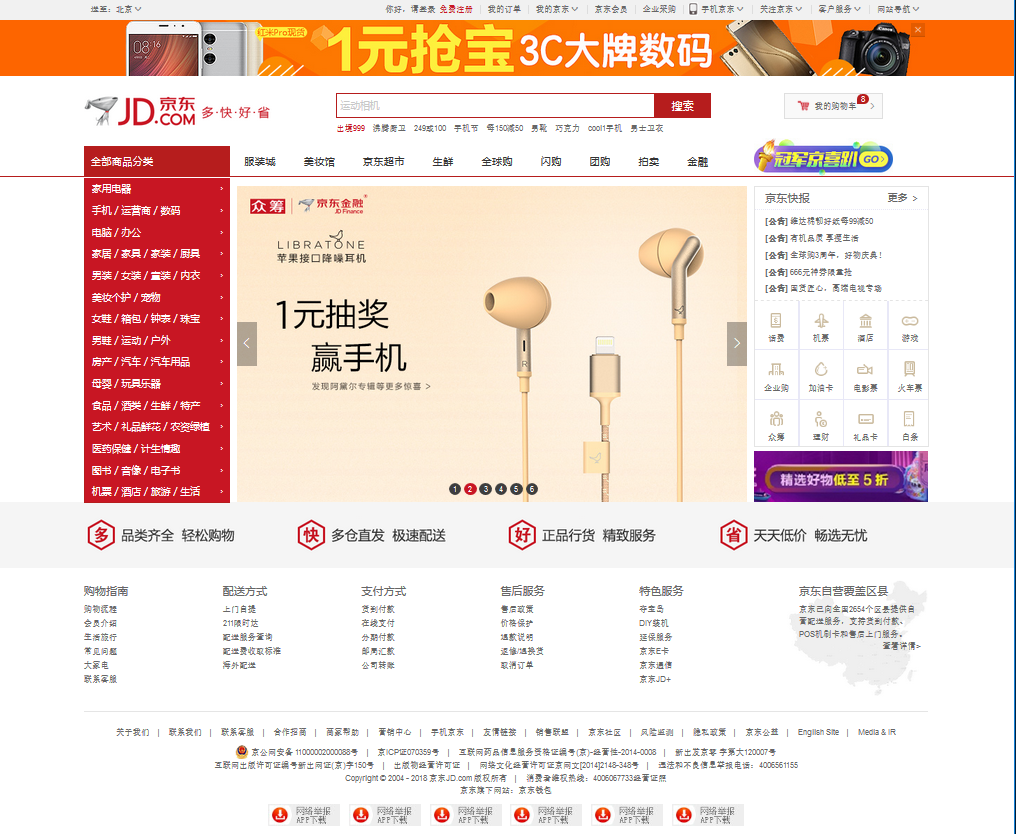 送至：北京
你好，请登录 免费注册 我的订单 我的京东 京东会员 企业采购 手机京东 关注京东 客户服务 网站导航
红米Pro现货
08:16
1元抢宝 3C大牌数码
JD.COM 京东
多·快·好·省
运动相机 搜索
我的购物车 8
出境999 沸腾厨卫 249减100 手机节 每150减50 男靴 巧克力 cool1手机 男士卫衣
全部商品分类 服装城 美妆馆 京东超市 生鲜 全球购 闪购 团购 拍卖 金融
冠军京喜趴 GO
家用电器
手机 / 运营商 / 数码
电脑 / 办公
家居 / 家具 / 家装 / 厨具
男装 / 女装 / 童装 / 内衣
美妆个护 / 宠物
女鞋 / 箱包 / 钟表 / 珠宝
男鞋 / 运动 / 户外
房产 / 汽车 / 汽车用品
母婴 / 玩具乐器
食品 / 酒类 / 生鲜 / 特产
艺术 / 礼品鲜花 / 农资绿植
医药保健 / 计生情趣
图书 / 音像 / 电子书
机票 / 酒店 / 旅游 / 生活
众筹 京东金融
JD Finance
LIBRATONE
苹果接口降噪耳机
1元抽奖
赢手机
发现阿黛尔专辑等更多惊喜 >
R
1 2 3 4 5 6
京东快报 更多 >
[公告] 维达棉韧好纸每99减50
[公告] 有机品质 享度生活
[公告] 全球购3周年，好物庆典！
[公告] 666元神券限量抢
[公告] 国货匠心，高端电视专场
话费 机票 酒店 游戏
企业购 加油卡 电影票 火车票
众筹 理财 礼品卡 白条
精选好物低至 5 折
多 品类齐全 轻松购物
快 多仓直发 极速配送
好 正品行货 精致服务
省 天天低价 畅选无忧
购物指南
购物流程
会员介绍
生活旅行
常见问题
大家电
联系客服
配送方式
上门自提
211限时达
配送服务查询
配送费收取标准
海外配送
支付方式
货到付款
在线支付
分期付款
邮局汇款
公司转账
售后服务
售后政策
价格保护
退款说明
返修/退换货
取消订单
特色服务
夺宝岛
DIY装机
延保服务
京东E卡
京东通信
京东JD+
京东自营覆盖区县
京东已向全国2654个区县提供自
营配送服务，支持货到付款、
POS机刷卡和售后上门服务。
查看详情>
关于我们 | 联系我们 | 联系客服 | 合作招商 | 商家帮助 | 营销中心 | 手机京东 | 友情链接 | 销售联盟 | 京东社区 | 风险监测 | 隐私政策 | 京东公益 | English Site | Media & IR
京公网安备 11000002000088号 | 京ICP证070359号 | 互联网药品信息服务资格证编号(京)-经营性-2014-0008 | 新出发京零 字第大120007号
互联网出版许可证编号新出网证(京)字150号 | 出版物经营许可证 | 网络文化经营许可证京网文[2014]2148-348号 | 违法和不良信息举报电话：4006561155
Copyright © 2004 - 2018 京东JD.com 版权所有 | 消费者维权热线：4006067733经营证照
京东旗下网站：京东钱包
网络举报 网络举报 网络举报 网络举报 网络举报 网络举报
APP下载 APP下载 APP下载 APP下载 APP下载 APP下载